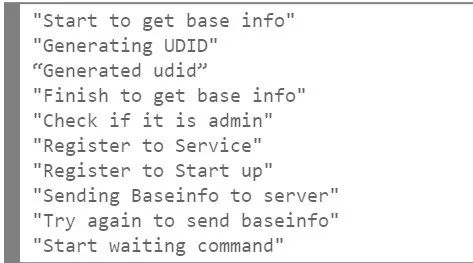 "Start to get base info"
"Generating UDID"
“Generated udid”
"Finish to get base info"
"Check if it is admin"
"Register to Service"
"Register to Start up"
"Sending Baseinfo to server"
"Try again to send baseinfo"
"Start waiting command"